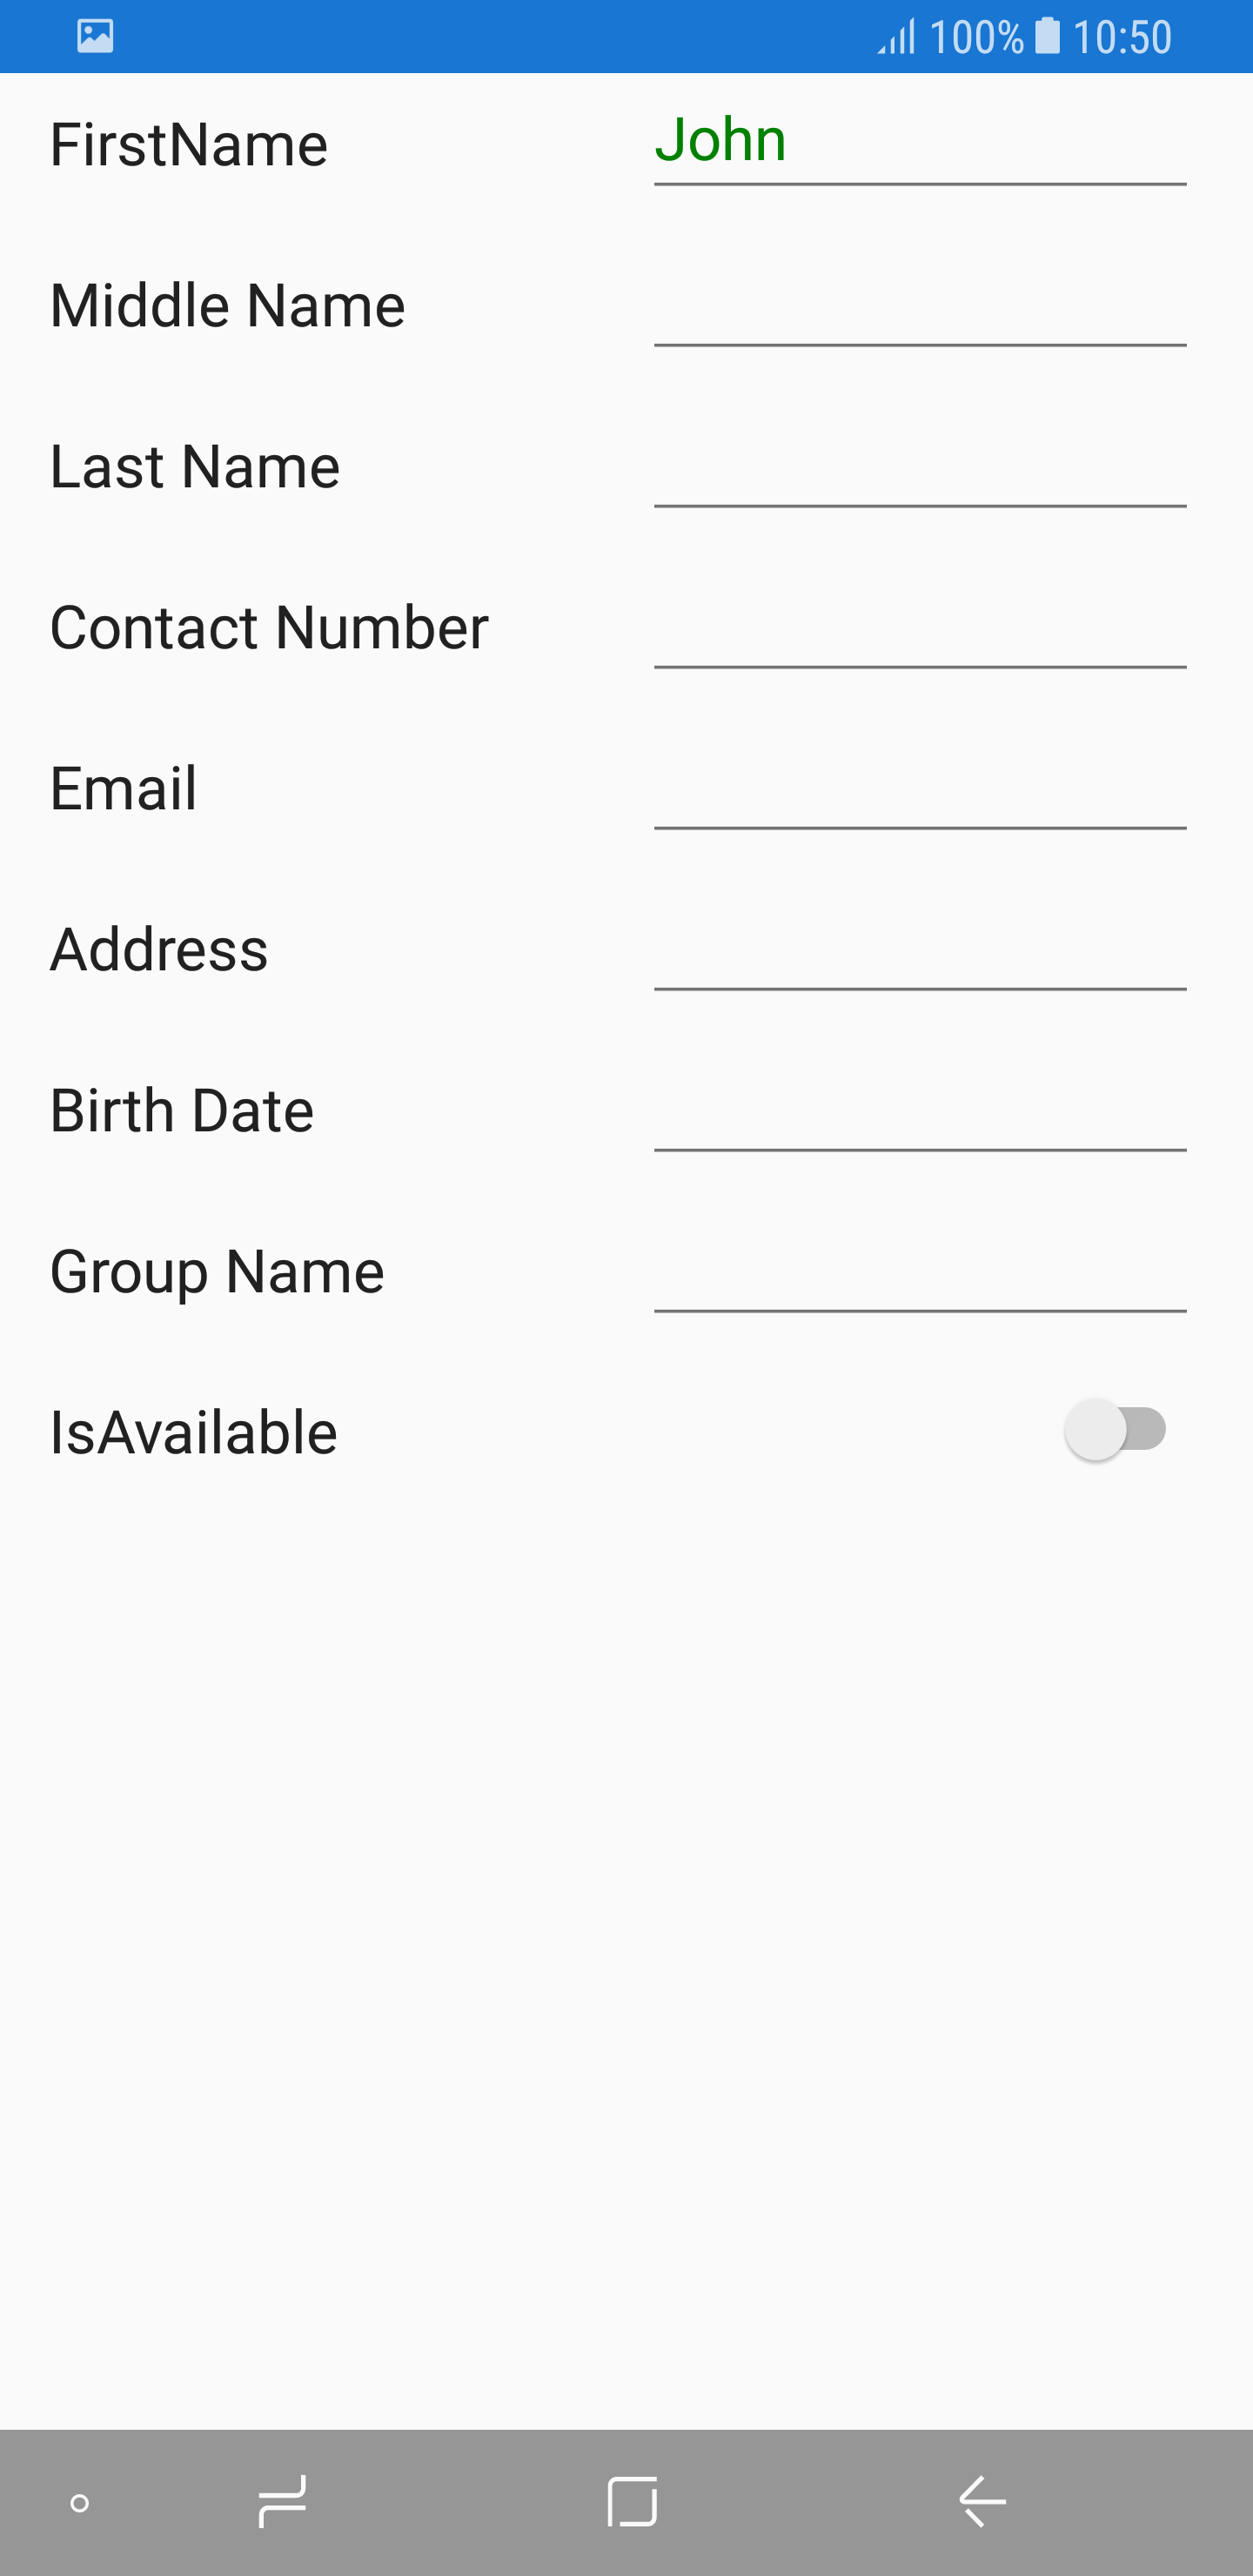 100% 10:50
FirstName John
Middle Name
Last Name
Contact Number
Email
Address
Birth Date
Group Name
IsAvailable